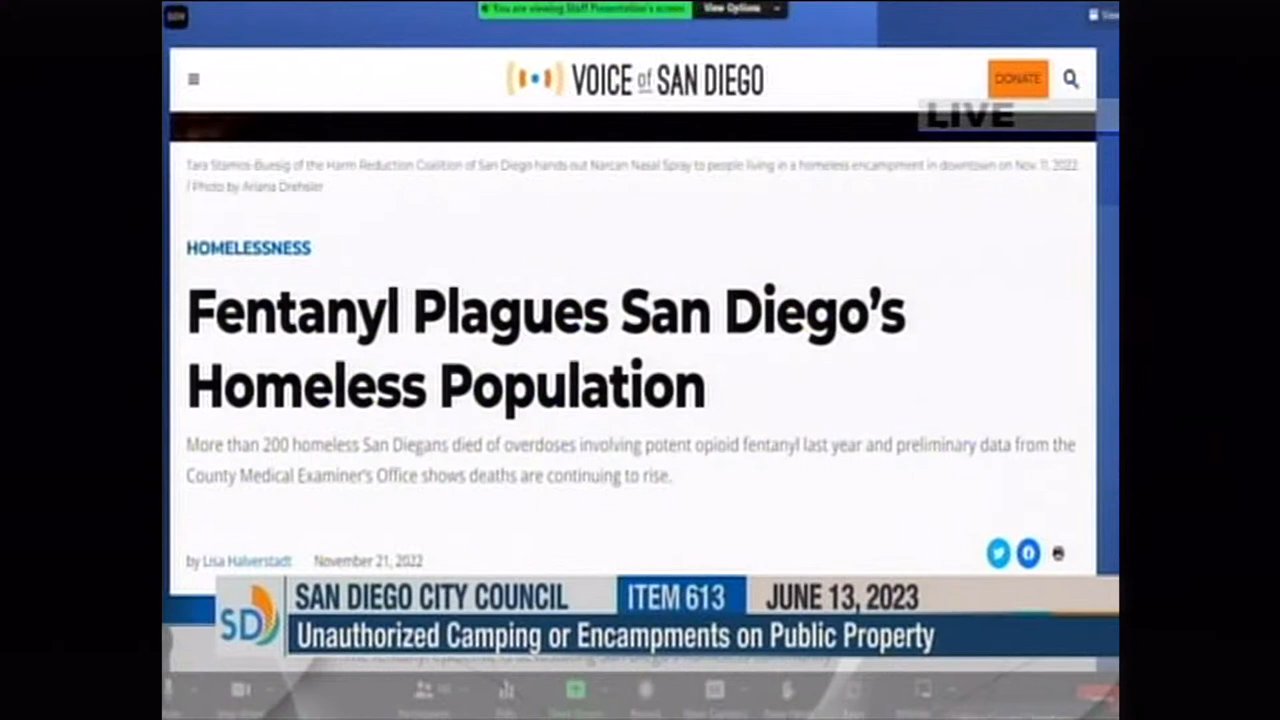 You are viewing Staff Presentation's screen
View Options
VOICE of SAN DIEGO
DONATE
LIVE
Tara Stamos-Buesig of the Harm Reduction Coalition of San Diego hands out Narcan Nasal Spray to people living in a homeless encampment in downtown on Nov. 11, 2022.
/ Photo by Ariana Drehsler
HOMELESSNESS
Fentanyl Plagues San Diego's
Homeless Population
More than 200 homeless San Diegans died of overdoses involving potent opioid fentanyl last year and preliminary data from the
County Medical Examiner's Office shows deaths are continuing to rise.
by Lisa Halverstadt November 21, 2022
SD
SAN DIEGO CITY COUNCIL ITEM 613 JUNE 13, 2023
Unauthorized Camping or Encampments on Public Property